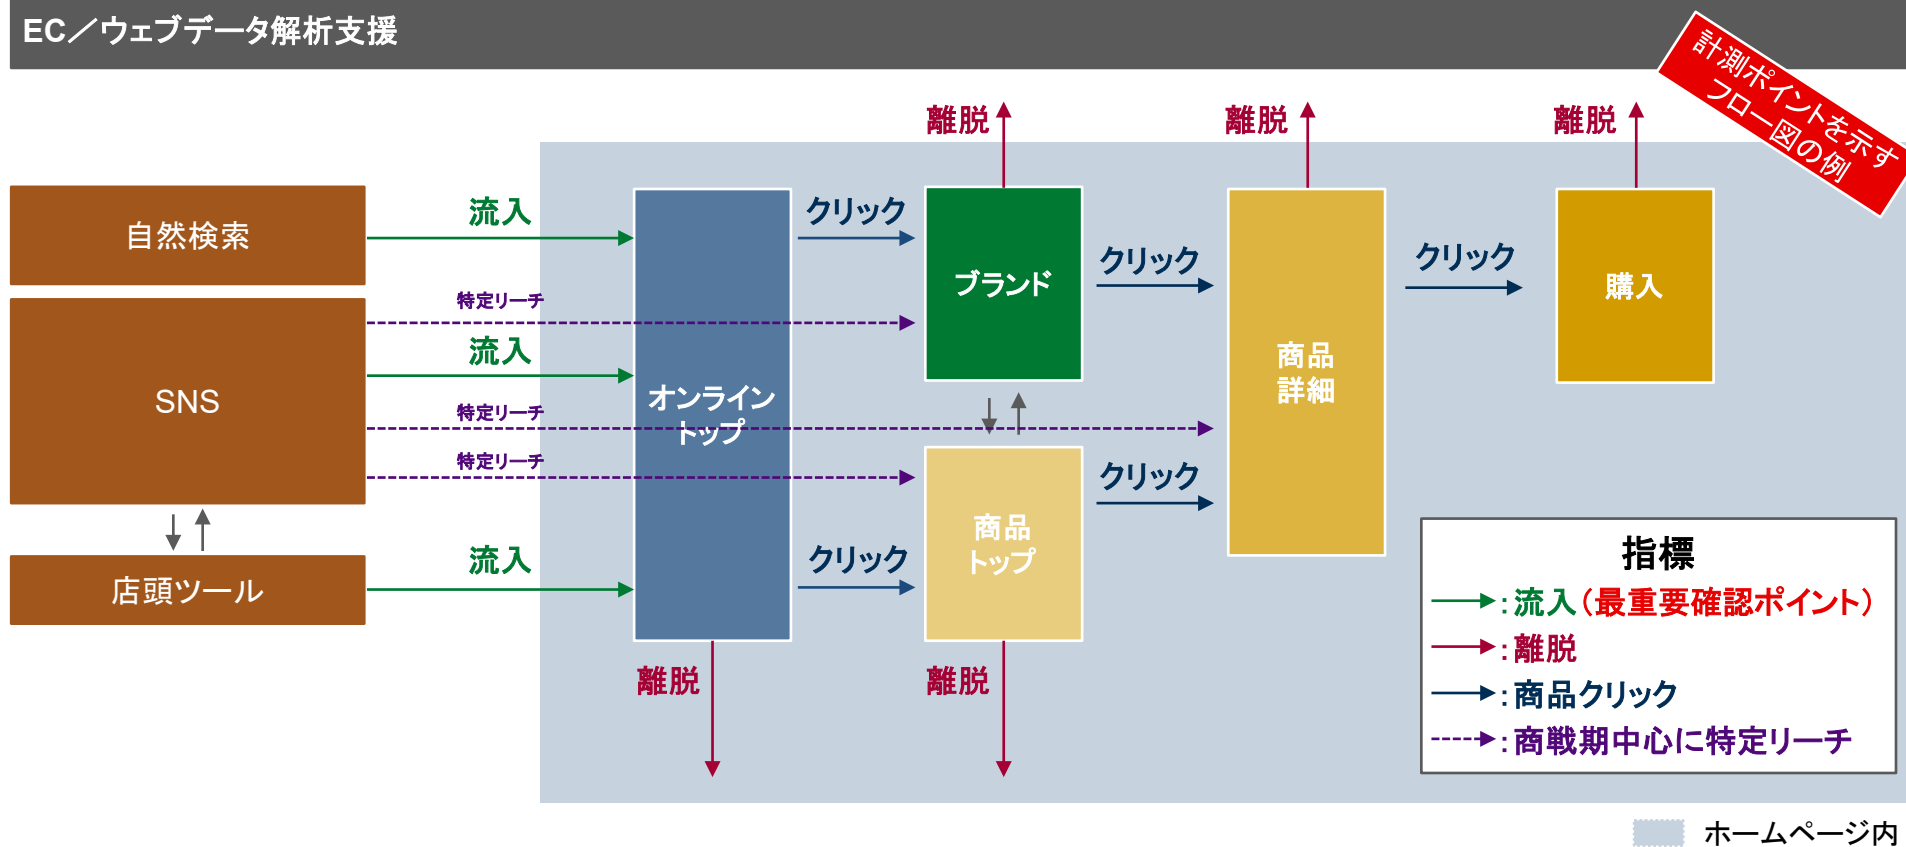 EC／ウェブデータ解析支援
計測ポイントを示す
フロー図の例
離脱
離脱
離脱
自然検索
流入
クリック
ブランド
クリック
クリック
購入
特定リーチ
流入
SNS
オンライン
トップ
商品
詳細
特定リーチ
特定リーチ
クリック
商品
トップ
店頭ツール
流入
クリック
離脱
離脱
指標
：流入（最重要確認ポイント）
：離脱
：商品クリック
：商戦期中心に特定リーチ
ホームページ内